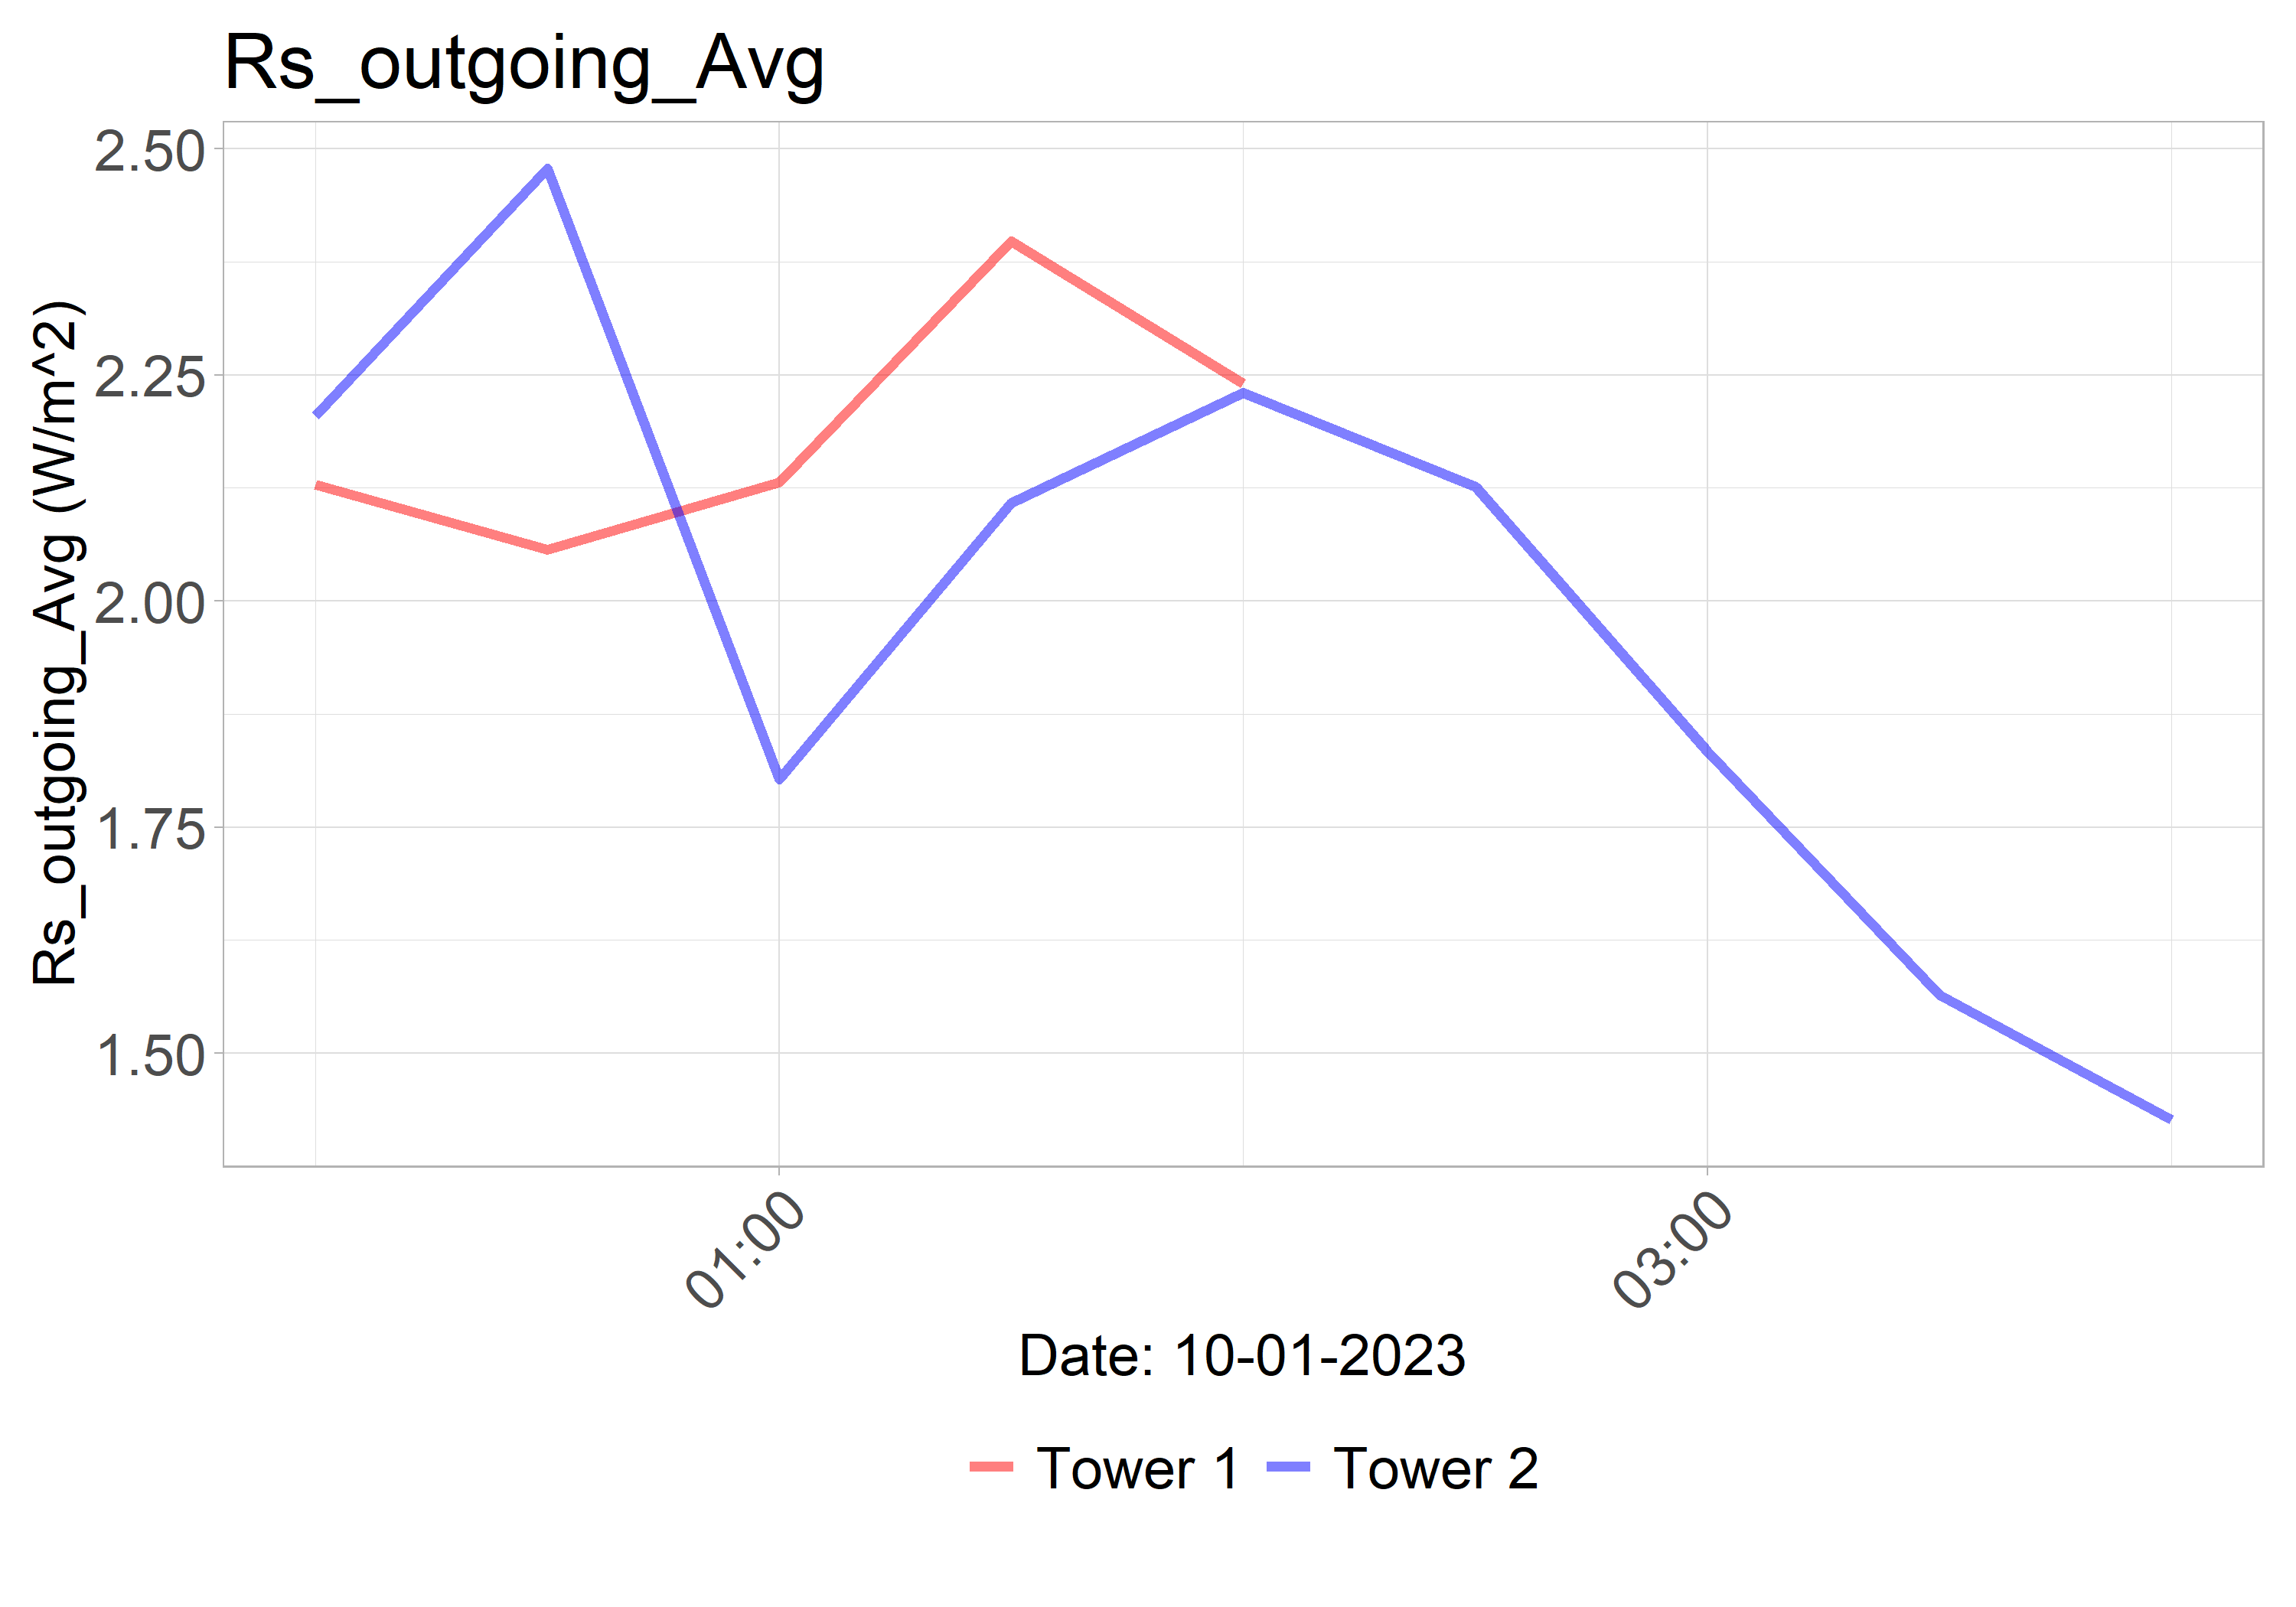 Rs_outgoing_Avg
Rs_outgoing_Avg (W/m^2)
2.50
2.25
2.00
1.75
1.50
01:00
03:00
Date: 10-01-2023
Tower 1
Tower 2